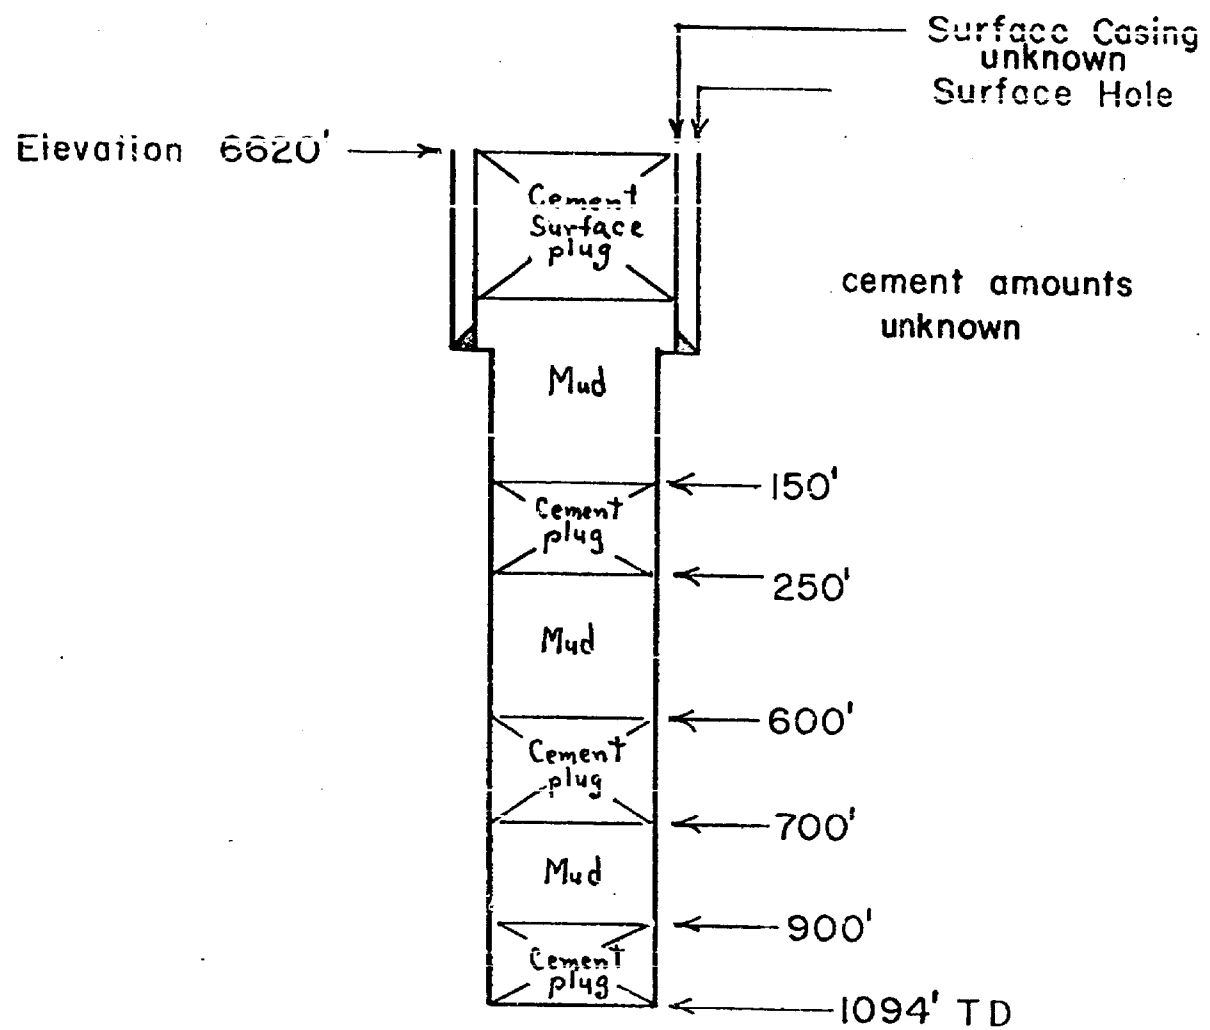 Surface Casing
unknown
Surface Hole
Elevation 6620'
Cement
Surface
plug
cement amounts
unknown
Mud
150'
Cement
plug
250'
Mud
600'
Cement
plug
700'
Mud
900'
Cement
plug
1094' TD